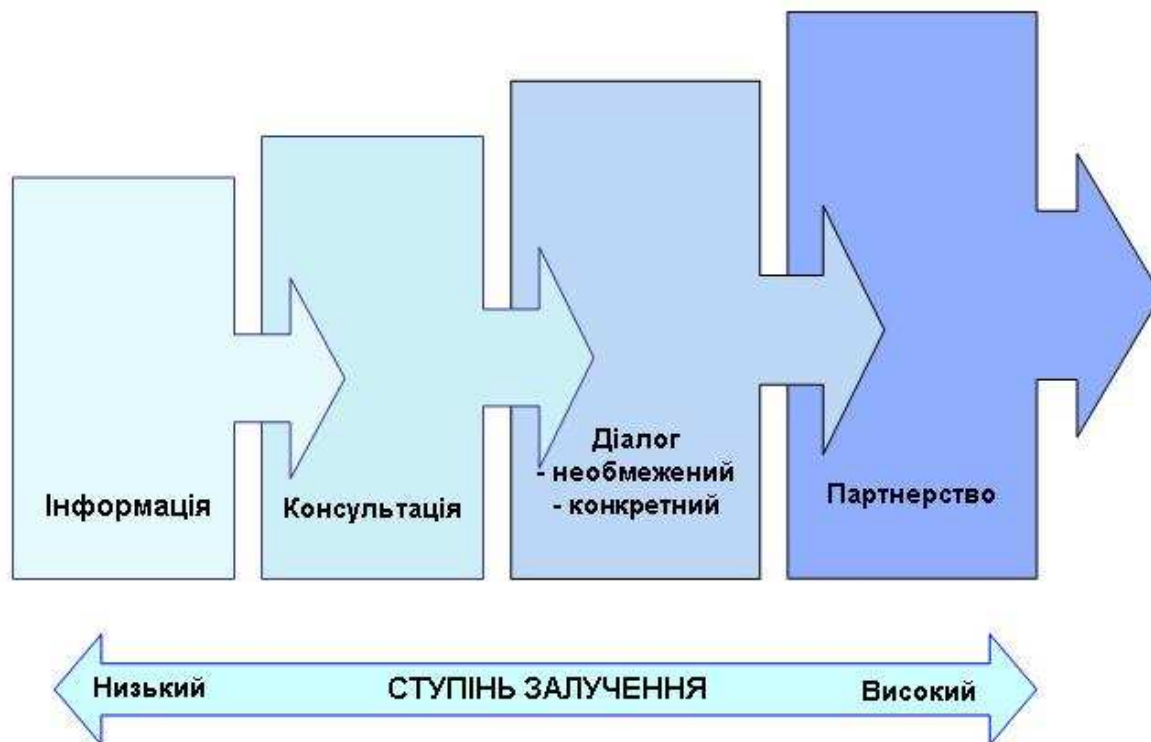 Інформація
Консультація
Діалог
- необмежений
- конкретний
Партнерство
Низький
СТУПІНЬ ЗАЛУЧЕННЯ
Високий